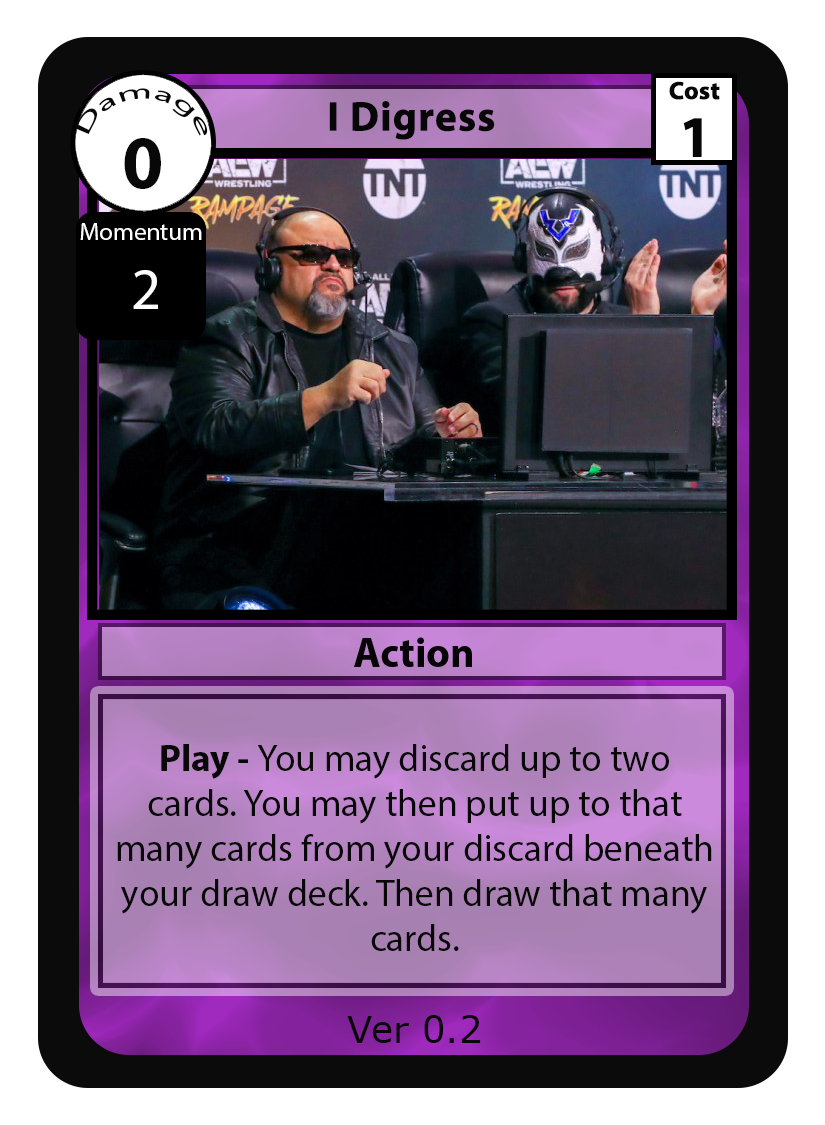 Damage
0
I Digress
Cost
1
Momentum
2
AEW
WRESTLING
RAMPAGE
TNT
AEW
WRESTLING
TNT
Action
Play - You may discard up to two
cards. You may then put up to that
many cards from your discard beneath
your draw deck. Then draw that many
cards.
Ver 0.2